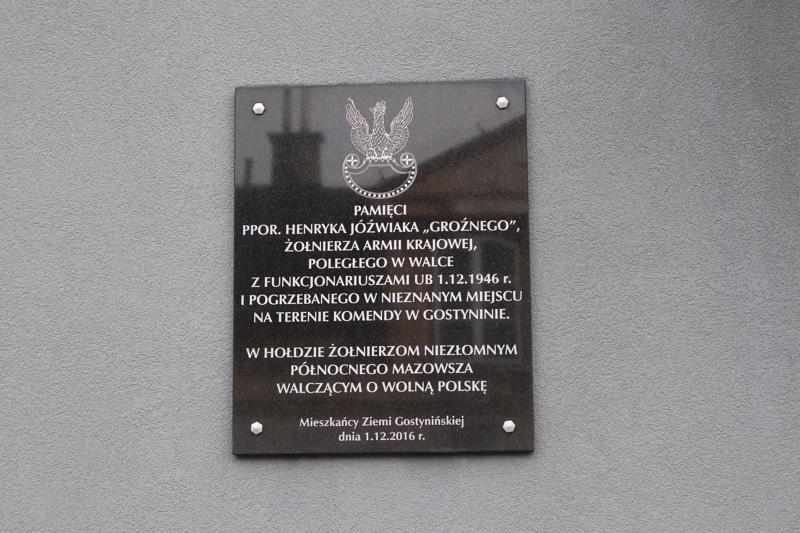 PAMIĘCI
PPOR. HENRYKA JÓŹWIAKA „GROŹNEGO”,
ŻOŁNIERZA ARMII KRAJOWEJ,
POLEGŁEGO W WALCE
Z FUNKCJONARIUSZAMI UB 1.12.1946 r.
I POGRZEBANEGO W NIEZNANYM MIEJSCU
NA TERENIE KOMENDY W GOSTYNINIE.
W HOŁDZIE ŻOŁNIERZOM NIEZŁOMNYM
PÓŁNOCNEGO MAZOWSZA
WALCZĄCYM O WOLNĄ POLSKĘ
Mieszkańcy Ziemi Gostynińskiej
dnia 1.12.2016 r.